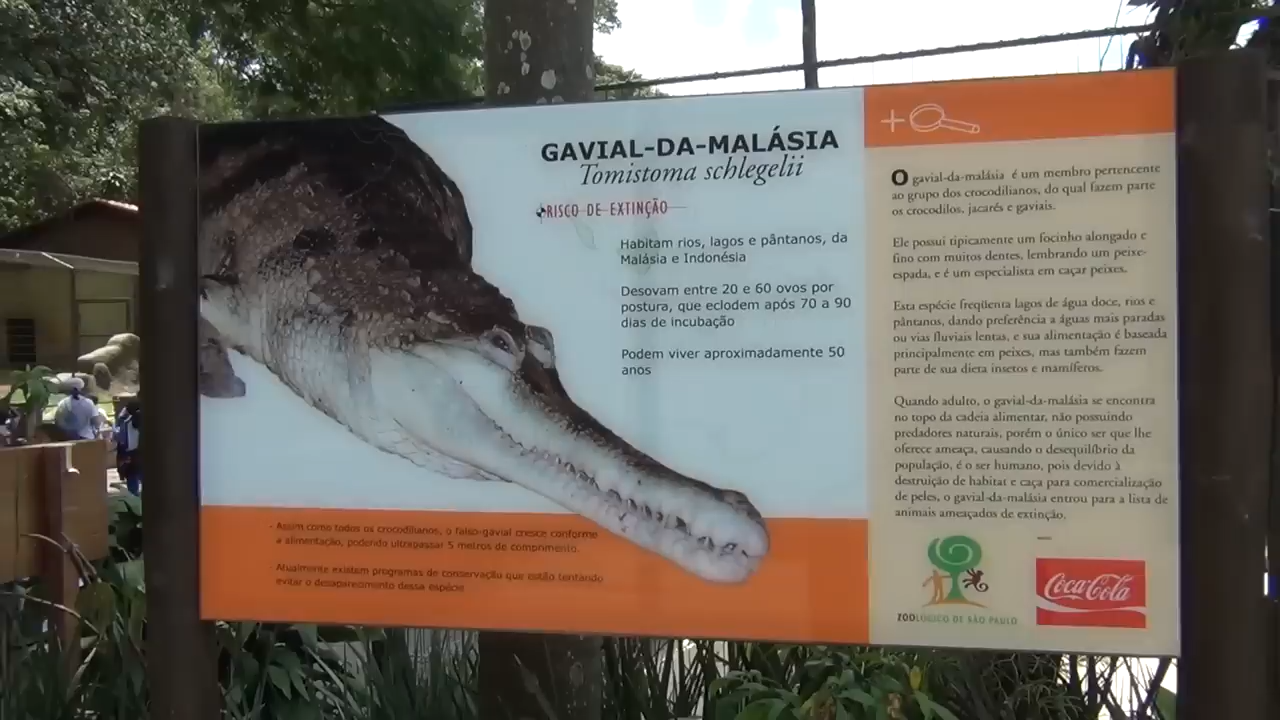 GAVIAL-DA-MALÁSIA
Tomistoma schlegelii
RISCO DE EXTINÇÃO
Habitam rios, lagos e pântanos, da
Malásia e Indonésia
Desovam entre 20 e 60 ovos por
postura, que eclodem após 70 a 90
dias de incubação
Podem viver aproximadamente 50
anos
- Assim como todos os crocodilianos, o falso-gavial cresce conforme
a alimentação, podendo ultrapassar 5 metros de comprimento.
- Atualmente existem programas de conservação que estão tentando
evitar o desaparecimento dessa espécie
O gavial-da-malásia é um membro pertencente
ao grupo dos crocodilianos, do qual fazem parte
os crocodilos, jacarés e gaviais.
Ele possui tipicamente um focinho alongado e
fino com muitos dentes, lembrando um peixe-
espada, e é um especialista em caçar peixes.
Esta espécie freqüenta lagos de água doce, rios e
pântanos, dando preferência a águas mais paradas
ou vias fluviais lentas, e sua alimentação é baseada
principalmente em peixes, mas também fazem
parte de sua dieta insetos e mamíferos.
Quando adulto, o gavial-da-malásia se encontra
no topo da cadeia alimentar, não possuindo
predadores naturais, porém o único ser que lhe
oferece ameaça, causando o desequilíbrio da
população, é o ser humano, pois devido à
destruição de habitat e caça para comercialização
de peles, o gavial-da-malásia entrou para a lista de
animais ameaçados de extinção.
ZOOLOGICO DE SÃO PAULO
Coca-Cola